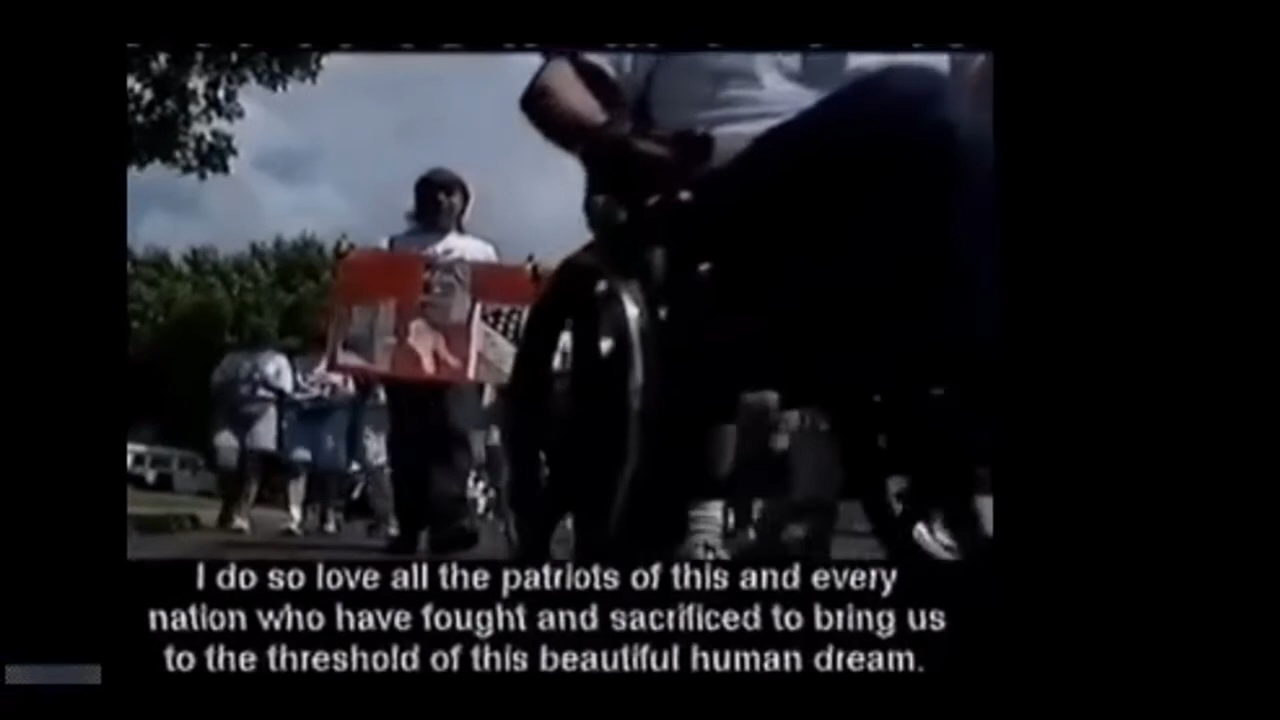 I do so love all the patriots of this and every
nation who have fought and sacrificed to bring us
to the threshold of this beautiful human dream.